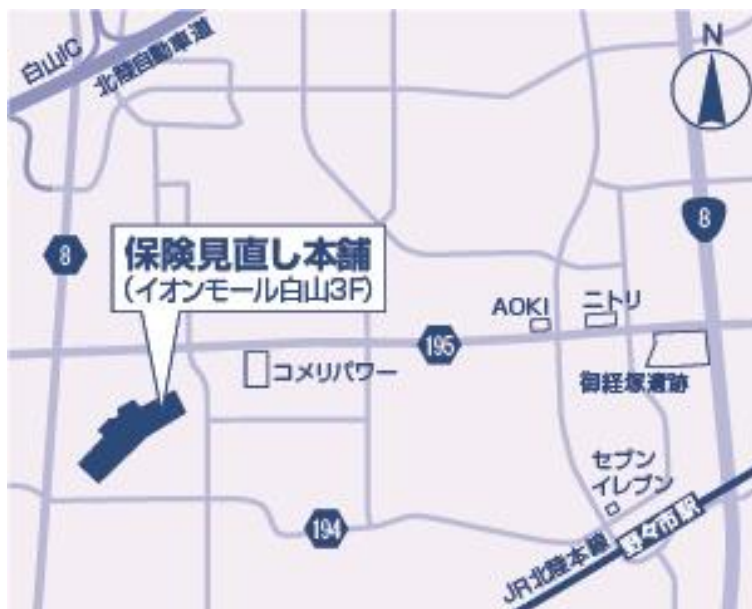 白山IC
北陸自動車道
N
8
8
保険見直し本舗
(イオンモール白山3F)
AOKI
ニトリ
195
コメリパワー
御経塚遺跡
セブン
イレブン
194
JR北陸本線
野々市駅